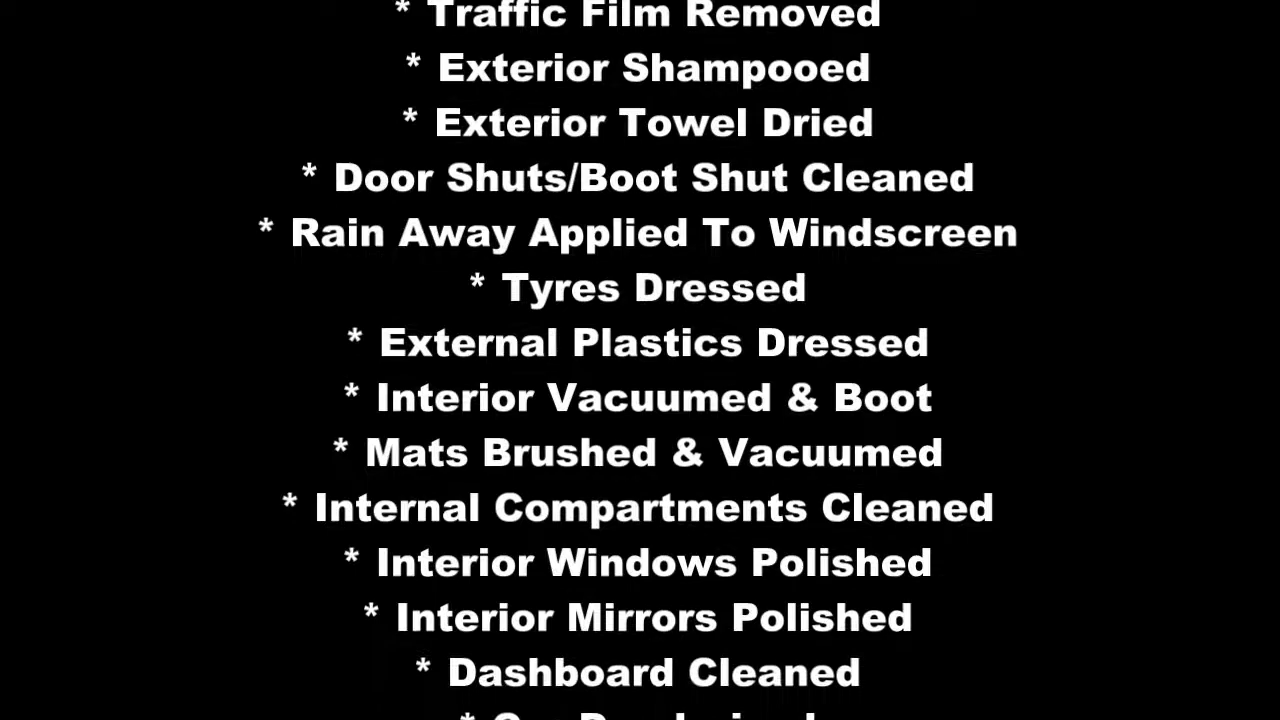 * Traffic Film Removed
* Exterior Shampooed
* Exterior Towel Dried
* Door Shuts/Boot Shut Cleaned
* Rain Away Applied To Windscreen
* Tyres Dressed
* External Plastics Dressed
* Interior Vacuumed & Boot
* Mats Brushed & Vacuumed
* Internal Compartments Cleaned
* Interior Windows Polished
* Interior Mirrors Polished
* Dashboard Cleaned